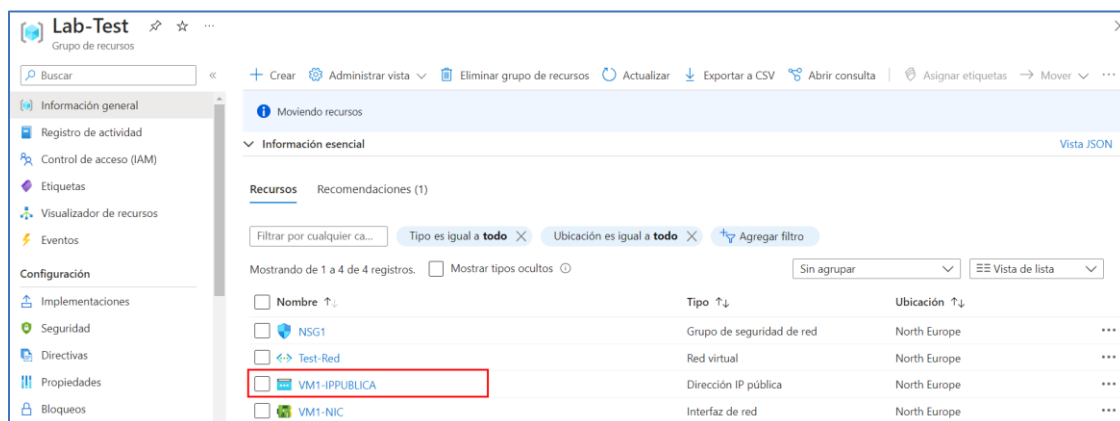 Lab-Test
Grupo de recursos
Buscar
Información general
Registro de actividad
Control de acceso (IAM)
Etiquetas
Visualizador de recursos
Eventos
Configuración
Implementaciones
Seguridad
Directivas
Propiedades
Bloqueos
Crear Administrar vista Eliminar grupo de recursos Actualizar Exportar a CSV Abrir consulta Asignar etiquetas Mover
Moviendo recursos
Información esencial Vista JSON
Recursos Recomendaciones (1)
Filtrar por cualquier ca... Tipo es igual a todo Ubicación es igual a todo Agregar filtro
Mostrando de 1 a 4 de 4 registros. Mostrar tipos ocultos Sin agrupar Vista de lista
Nombre Tipo Ubicación
NSG1 Grupo de seguridad de red North Europe
Test-Red Red virtual North Europe
VM1-IPPUBLICA Dirección IP pública North Europe
VM1-NIC Interfaz de red North Europe